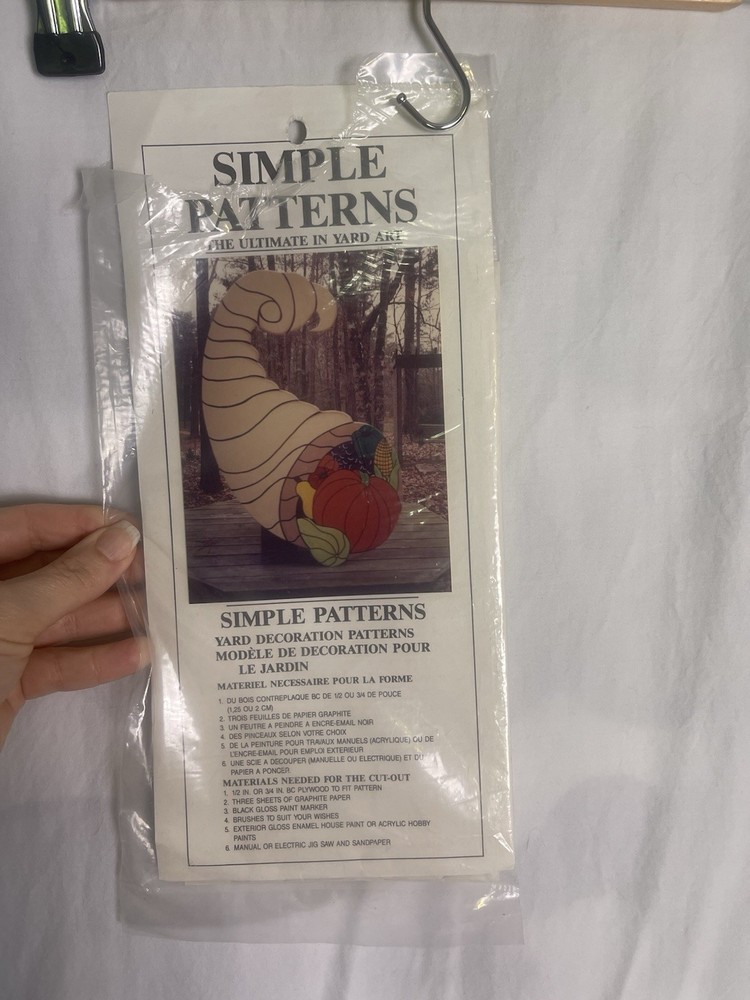 SIMPLE
PATTERNS
THE ULTIMATE IN YARD ART
SIMPLE PATTERNS
YARD DECORATION PATTERNS
MODÈLE DE DECORATION POUR
LE JARDIN
MATERIEL NECESSAIRE POUR LA FORME
1. DU BOIS CONTREPLAQUE BC DE 1/2 OU 3/4 DE POUCE
(1,25 OU 2 CM)
2. TROIS FEUILLES DE PAPIER GRAPHITE
3. UN FEUTRE A PEINDRE A ENCRE-EMAIL NOIR
4. DES PINCEAUX SELON VOTRE CHOIX
5. DE LA PEINTURE POUR TRAVAUX MANUELS (ACRYLIQUE) OU DE
L'ENCRE-EMAIL POUR EMPLOI EXTERIEUR
6. UNE SCIE A DECOUPER (MANUELLE OU ELECTRIQUE) ET DU
PAPIER A PONCER
MATERIALS NEEDED FOR THE CUT-OUT
1. 1/2 IN. OR 3/4 IN. BC PLYWOOD TO FIT PATTERN
2. THREE SHEETS OF GRAPHITE PAPER
3. BLACK GLOSS PAINT MARKER
4. BRUSHES TO SUIT YOUR WISHES
5. EXTERIOR GLOSS ENAMEL HOUSE PAINT OR ACRYLIC HOBBY
PAINTS
6. MANUAL OR ELECTRIC JIG SAW AND SANDPAPER